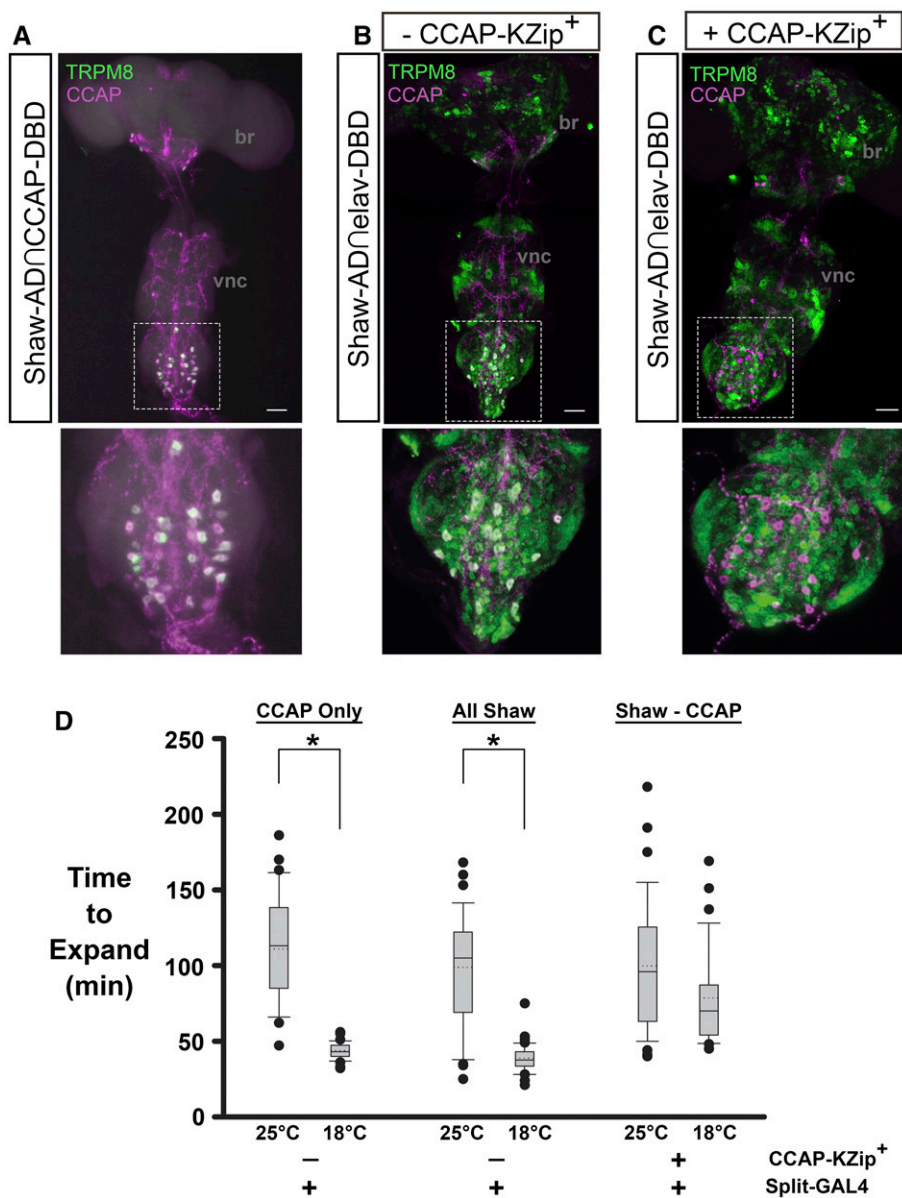 A
B
- CCAP-KZip+
C
+ CCAP-KZip+
Shaw-AD∩CCAP-DBD
TRPM8
CCAP
br
vnc
Shaw-AD∩elav-DBD
TRPM8
CCAP
br
vnc
Shaw-AD∩elav-DBD
TRPM8
CCAP
br
vnc
D
CCAP Only
All Shaw
Shaw - CCAP
*
*
Time
to
Expand
(min)
250
200
150
100
50
0
25°C 18°C 25°C 18°C 25°C 18°C
– – + CCAP-KZip+
+ + + Split-GAL4